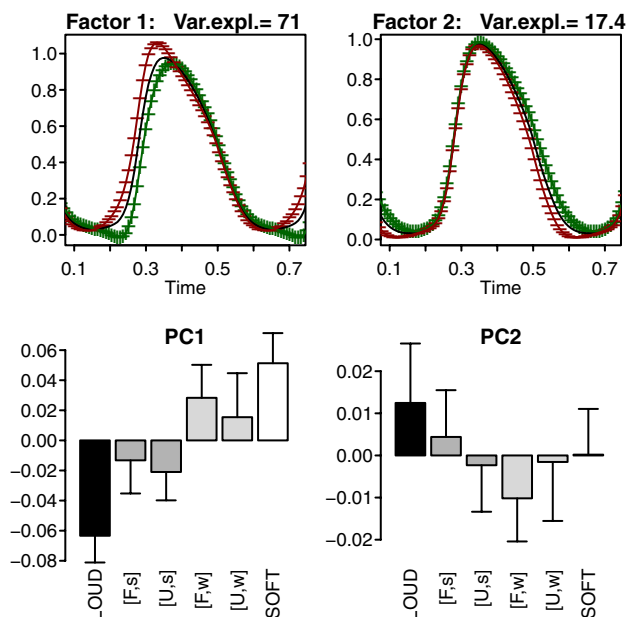 Factor 1: Var.expl.= 71
1.0
0.8
0.6
0.4
0.2
0.0
0.1 0.3 0.5 0.7
Time
Factor 2: Var.expl.= 17.4
1.0
0.8
0.6
0.4
0.2
0.0
0.1 0.3 0.5 0.7
Time
PC1
0.06
0.04
0.02
0.00
−0.02
−0.04
−0.06
−0.08
LOUD [F,s] [U,s] [F,w] [U,w] SOFT
PC2
0.02
0.01
0.00
−0.01
−0.02
LOUD [F,s] [U,s] [F,w] [U,w] SOFT